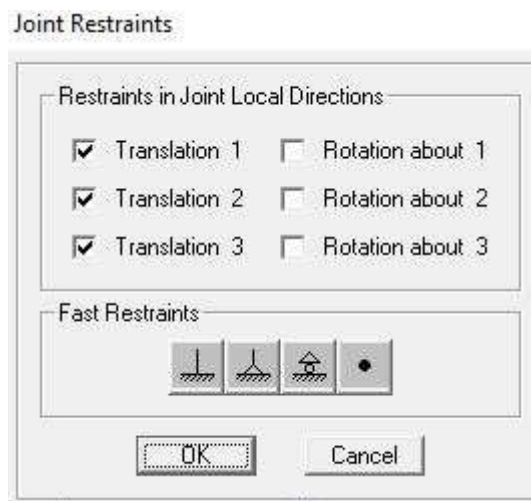 Joint Restraints
Restraints in Joint Local Directions
Translation 1 Rotation about 1
Translation 2 Rotation about 2
Translation 3 Rotation about 3
Fast Restraints
OK Cancel